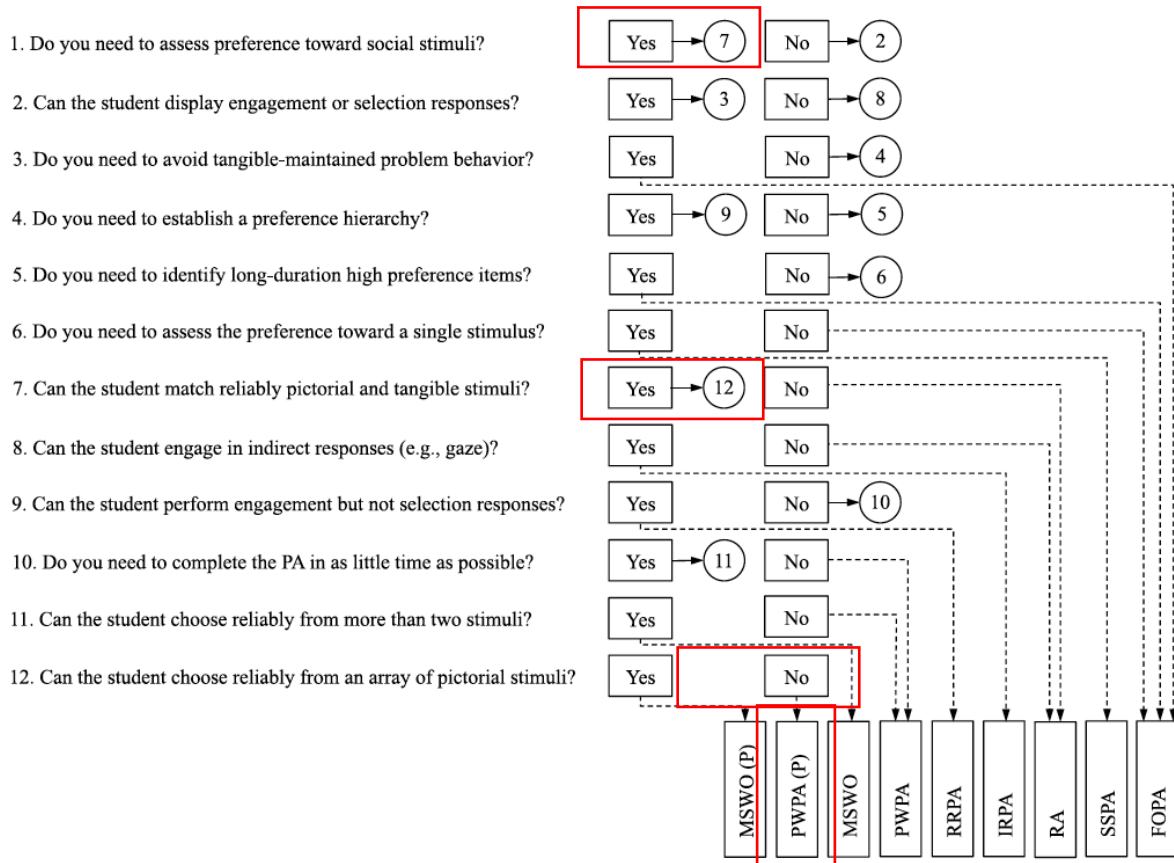 1. Do you need to assess preference toward social stimuli? Yes 7 No 2
2. Can the student display engagement or selection responses? Yes 3 No 8
3. Do you need to avoid tangible-maintained problem behavior? Yes No 4
4. Do you need to establish a preference hierarchy? Yes 9 No 5
5. Do you need to identify long-duration high preference items? Yes No 6
6. Do you need to assess the preference toward a single stimulus? Yes No
7. Can the student match reliably pictorial and tangible stimuli? Yes 12 No
8. Can the student engage in indirect responses (e.g., gaze)? Yes No
9. Can the student perform engagement but not selection responses? Yes No 10
10. Do you need to complete the PA in as little time as possible? Yes 11 No
11. Can the student choose reliably from more than two stimuli? Yes No
12. Can the student choose reliably from an array of pictorial stimuli? Yes No
MSWO (P)
PWPA (P)
MSWO
PWPA
RRPA
IRPA
RA
SSPA
FOPA